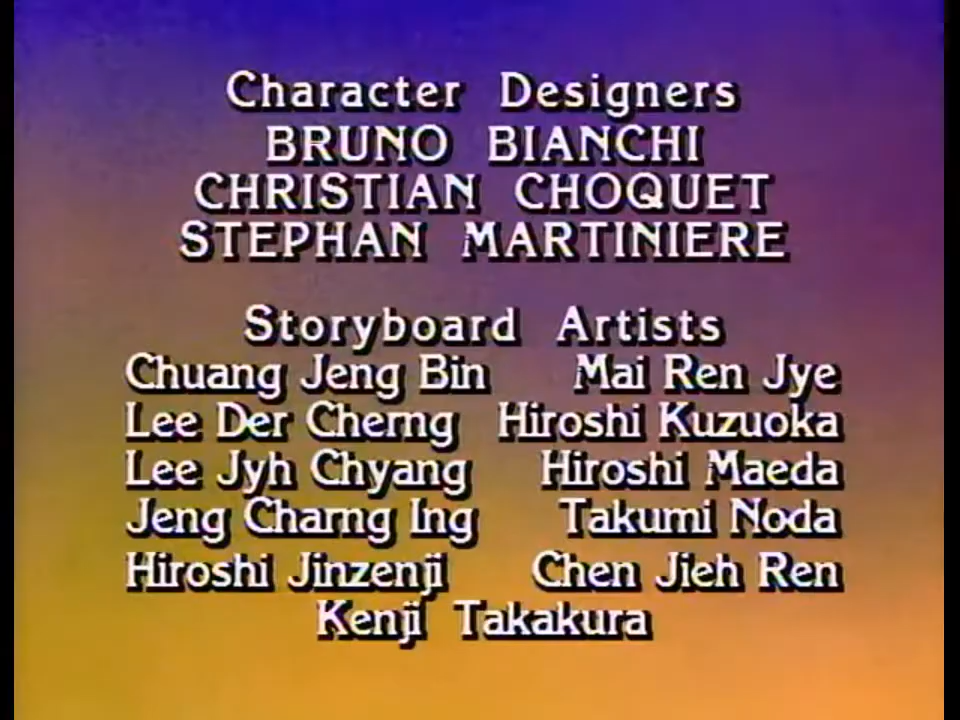 Character Designers
BRUNO BIANCHI
CHRISTIAN CHOQUET
STEPHAN MARTINIERE
Storyboard Artists
Chuang Jeng Bin Mai Ren Jye
Lee Der Cherng Hiroshi Kuzuoka
Lee Jyh Chyang Hiroshi Maeda
Jeng Charng Ing Takumi Noda
Hiroshi Jinzenji Chen Jieh Ren
Kenji Takakura